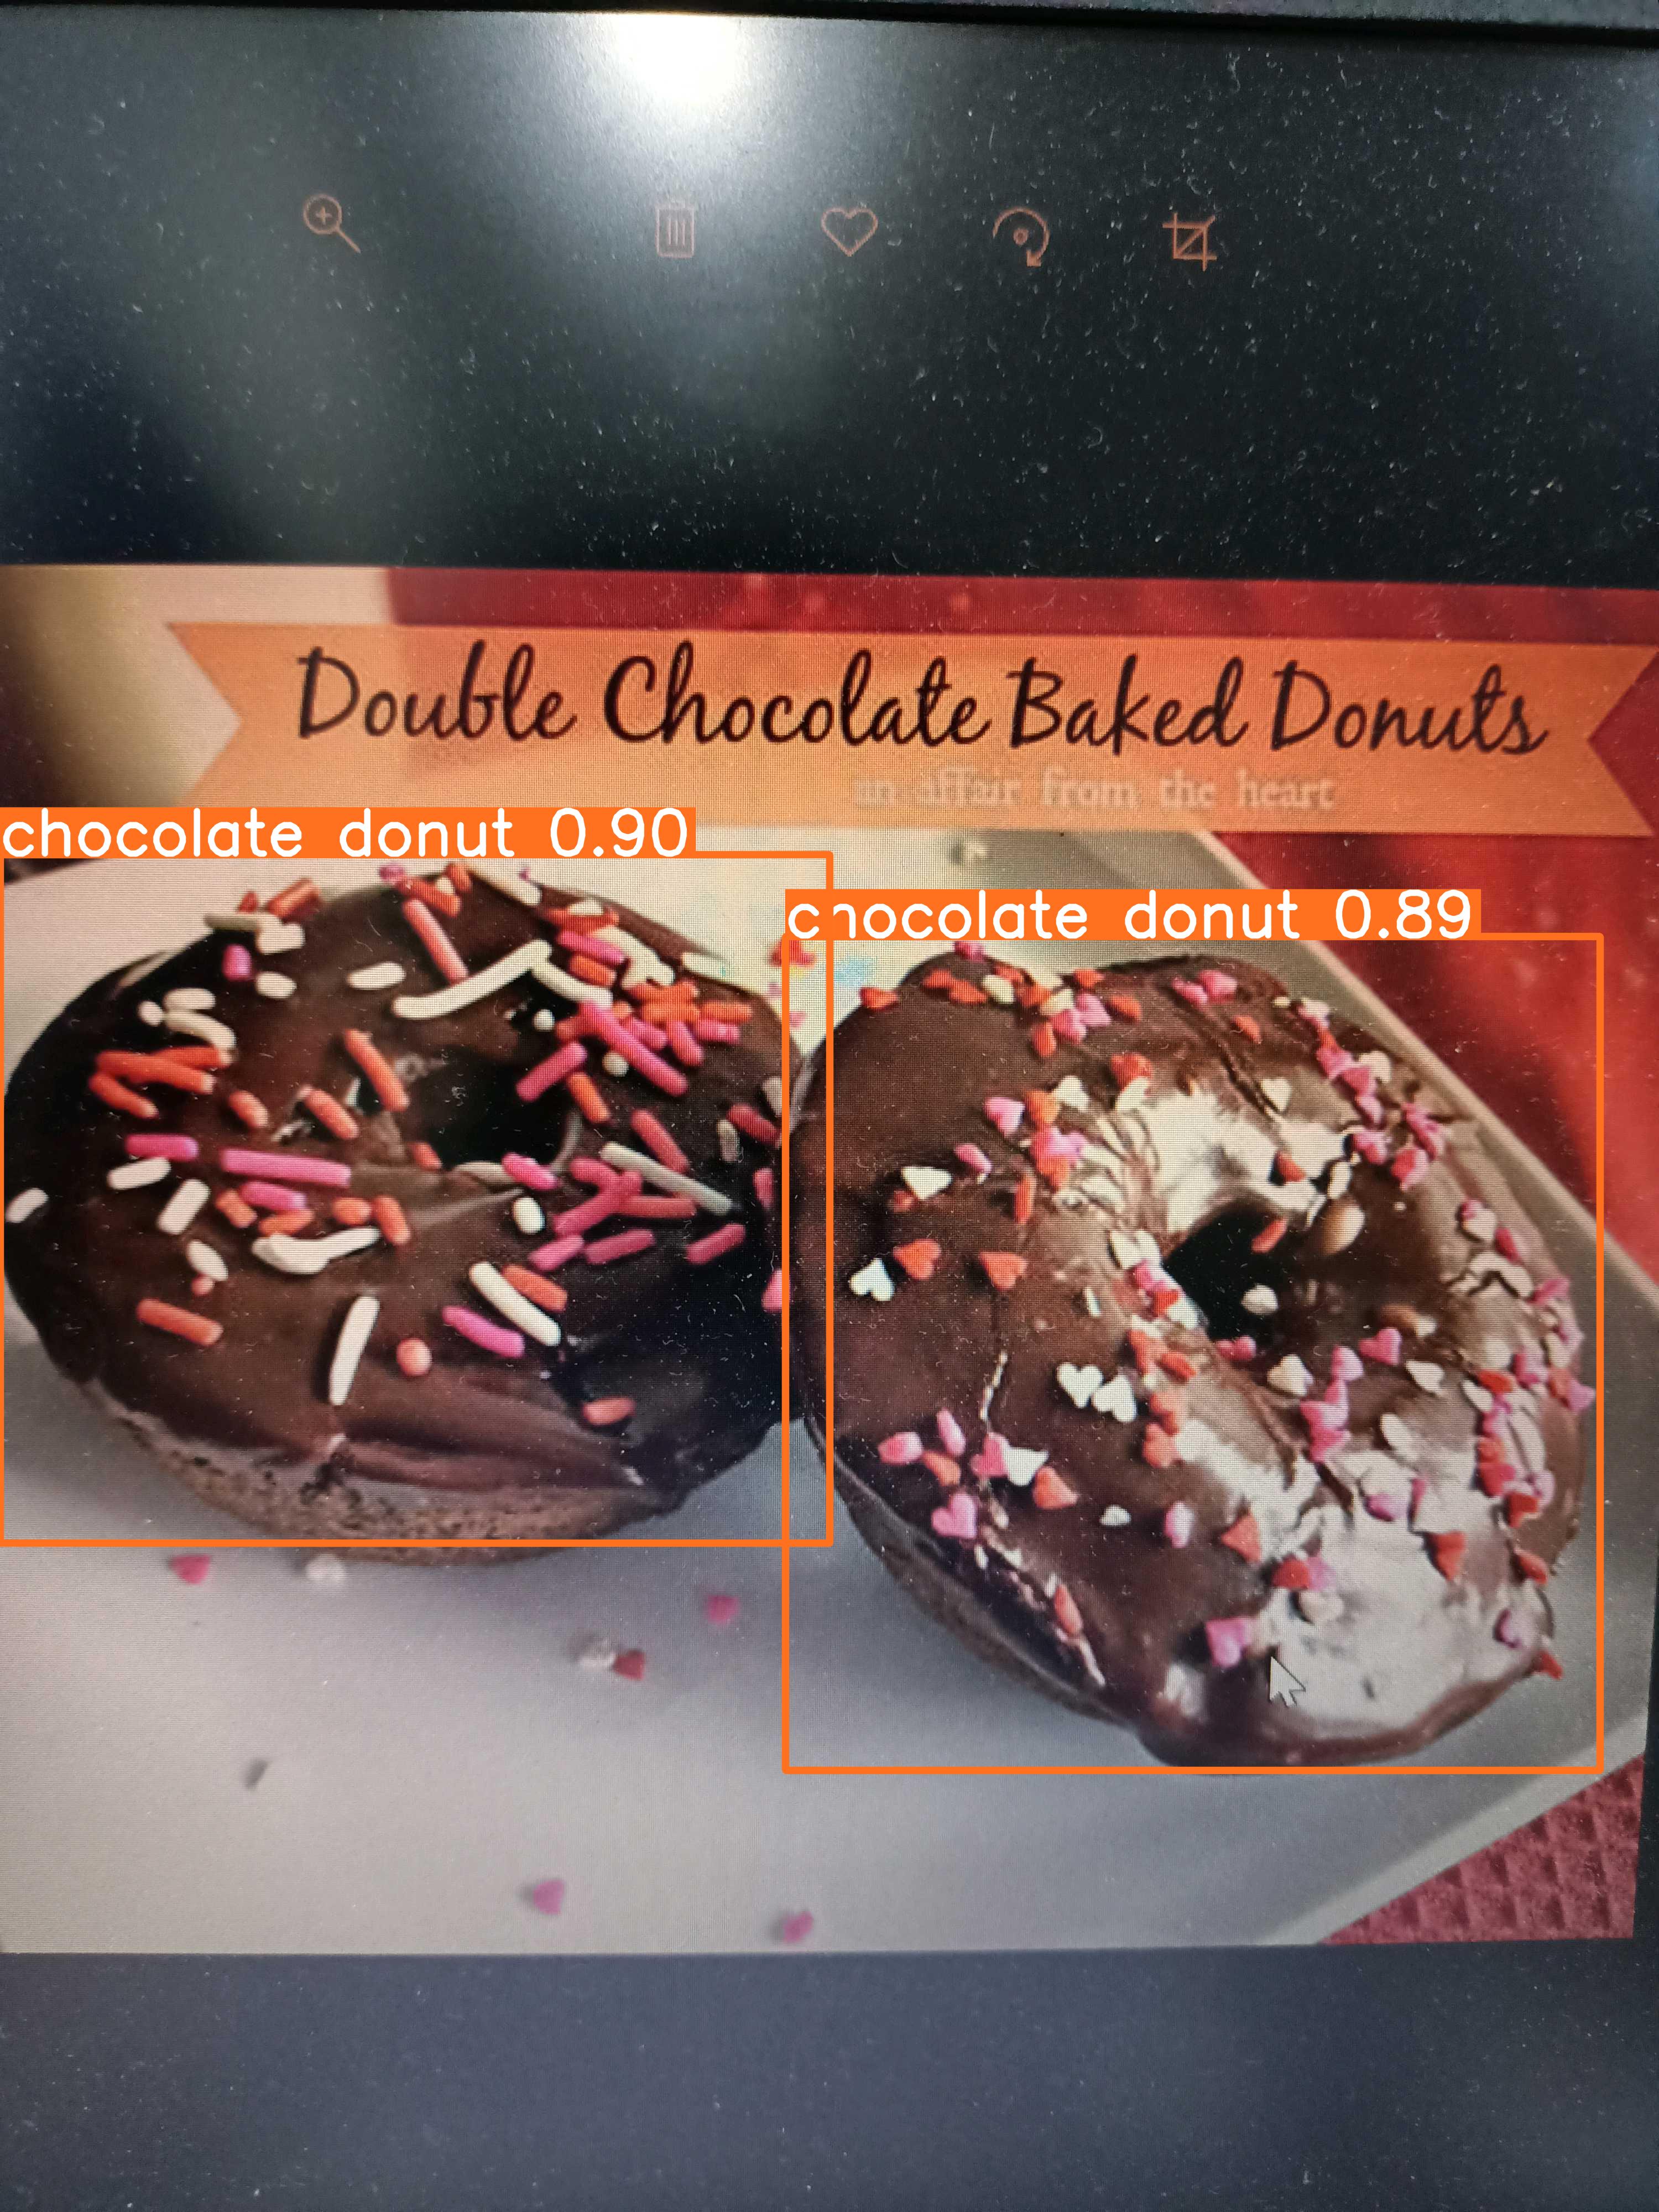 Double Chocolate Baked Donuts
an affair from the heart
chocolate donut 0.90
chocolate donut 0.89